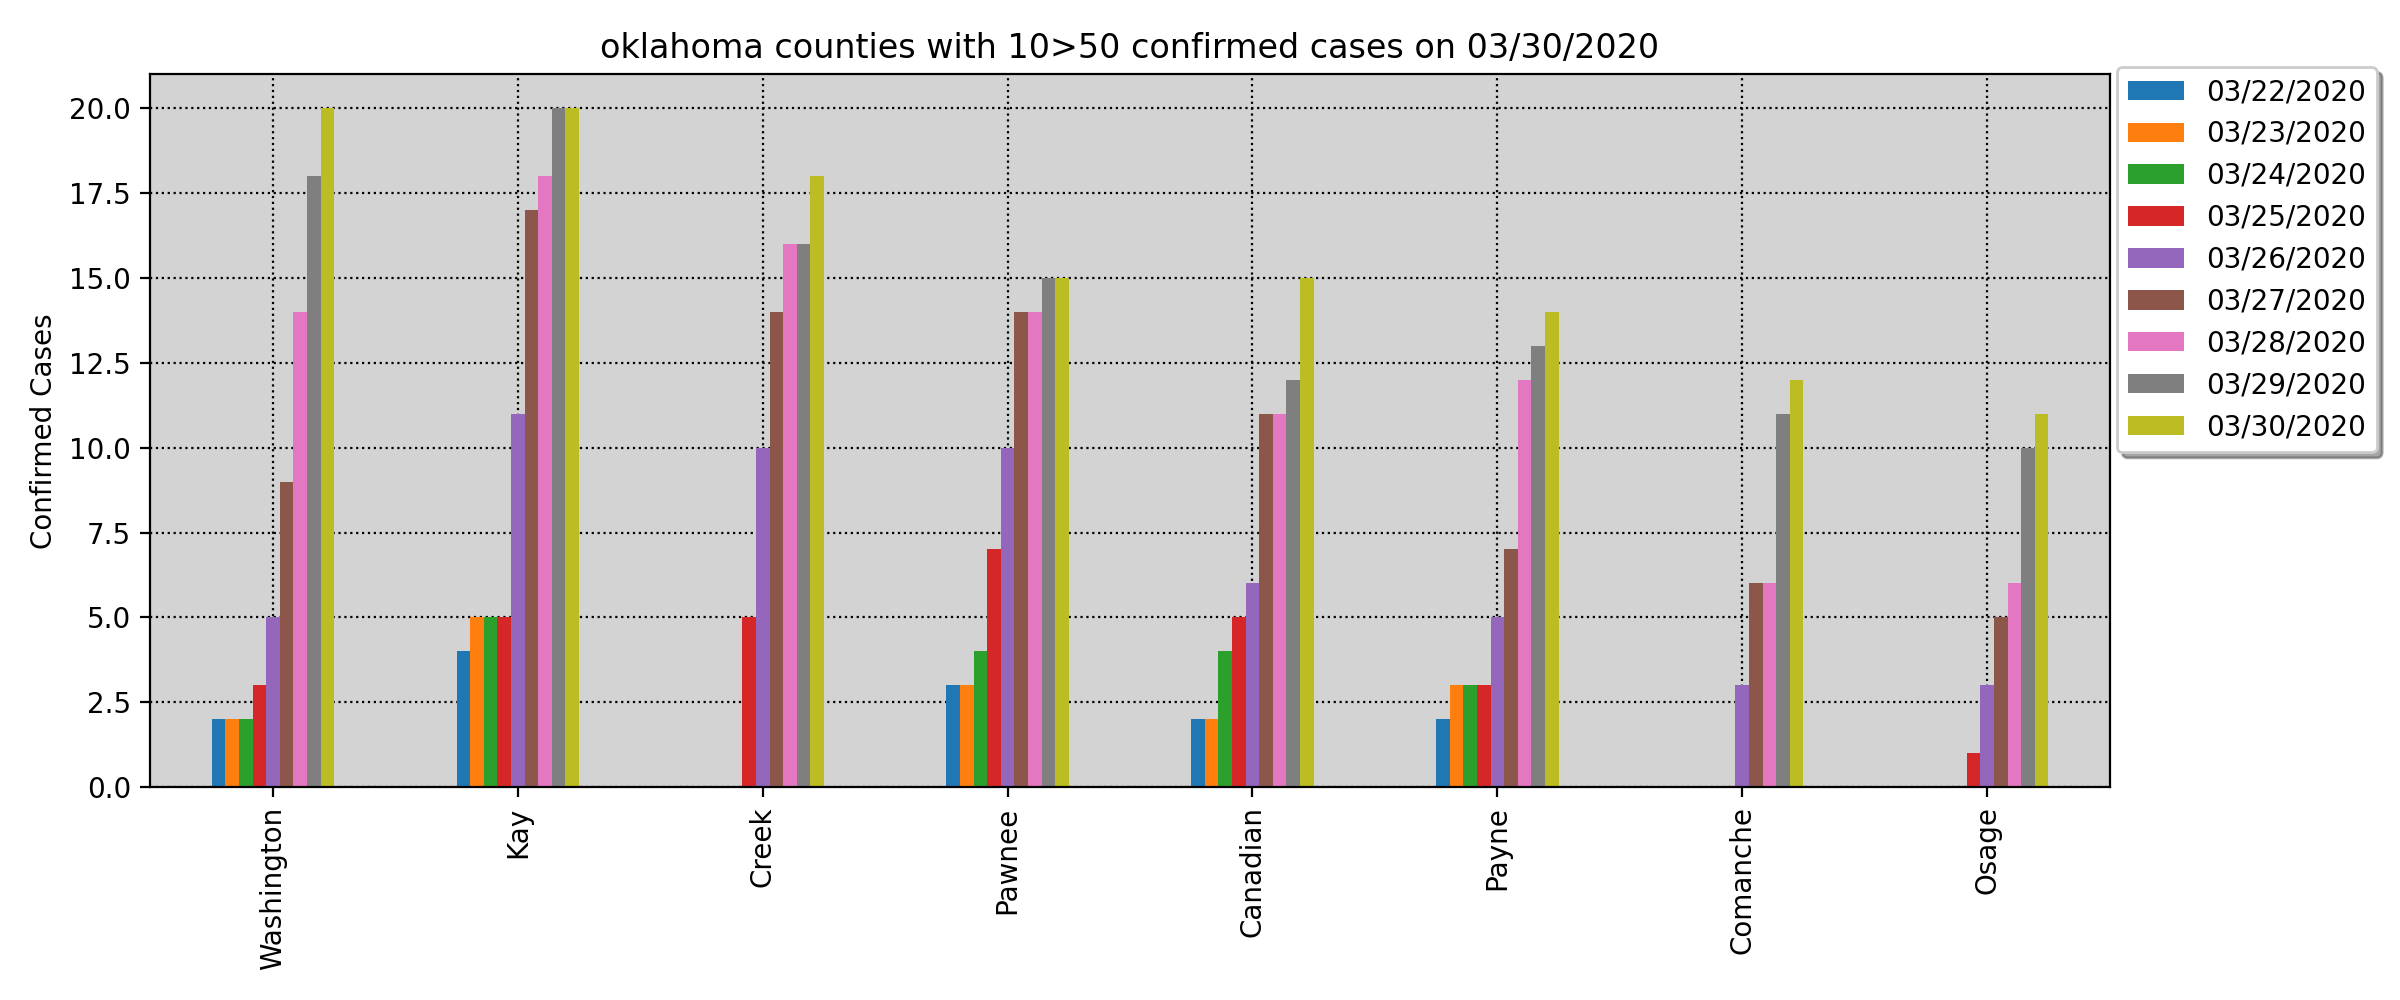 oklahoma counties with 10>50 confirmed cases on 03/30/2020
Confirmed Cases
20.0
17.5
15.0
12.5
10.0
7.5
5.0
2.5
0.0
Washington
Kay
Creek
Pawnee
Canadian
Payne
Comanche
Osage
03/22/2020
03/23/2020
03/24/2020
03/25/2020
03/26/2020
03/27/2020
03/28/2020
03/29/2020
03/30/2020